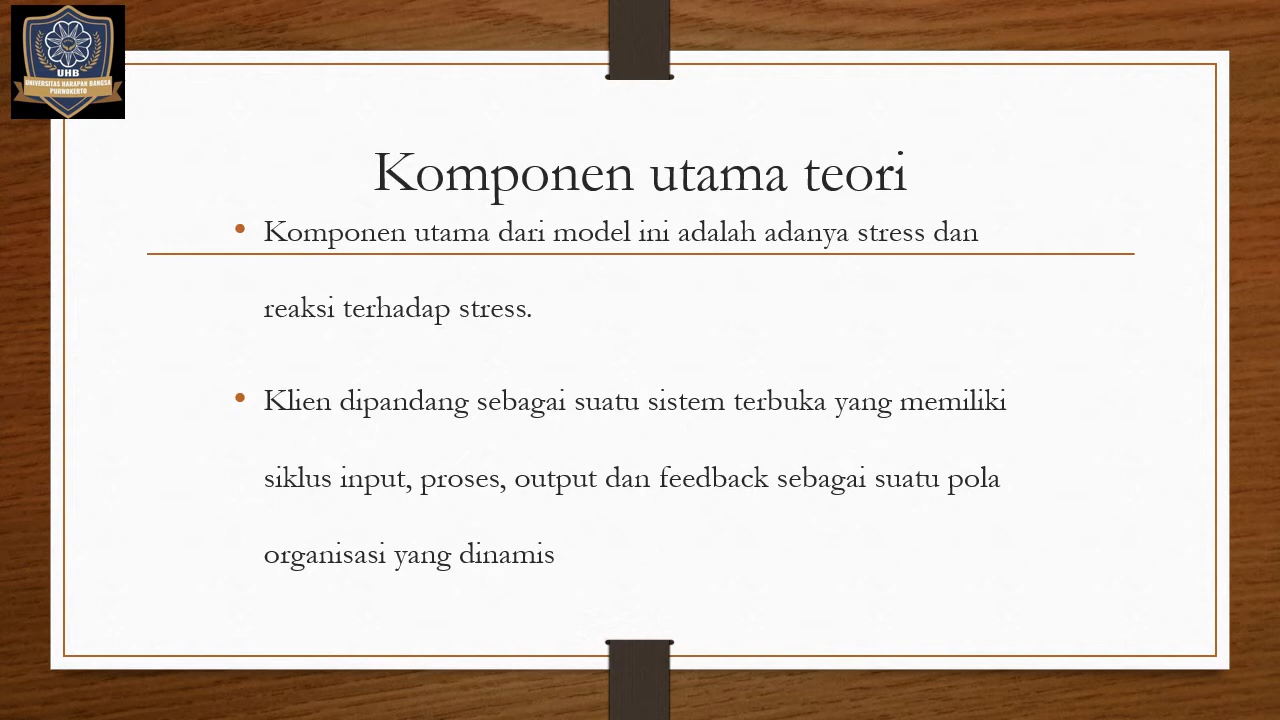 UHB
UNIVERSITAS HARAPAN BANGSA
PURWOKERTO
Komponen utama teori
• Komponen utama dari model ini adalah adanya stress dan
reaksi terhadap stress.
• Klien dipandang sebagai suatu sistem terbuka yang memiliki
siklus input, proses, output dan feedback sebagai suatu pola
organisasi yang dinamis